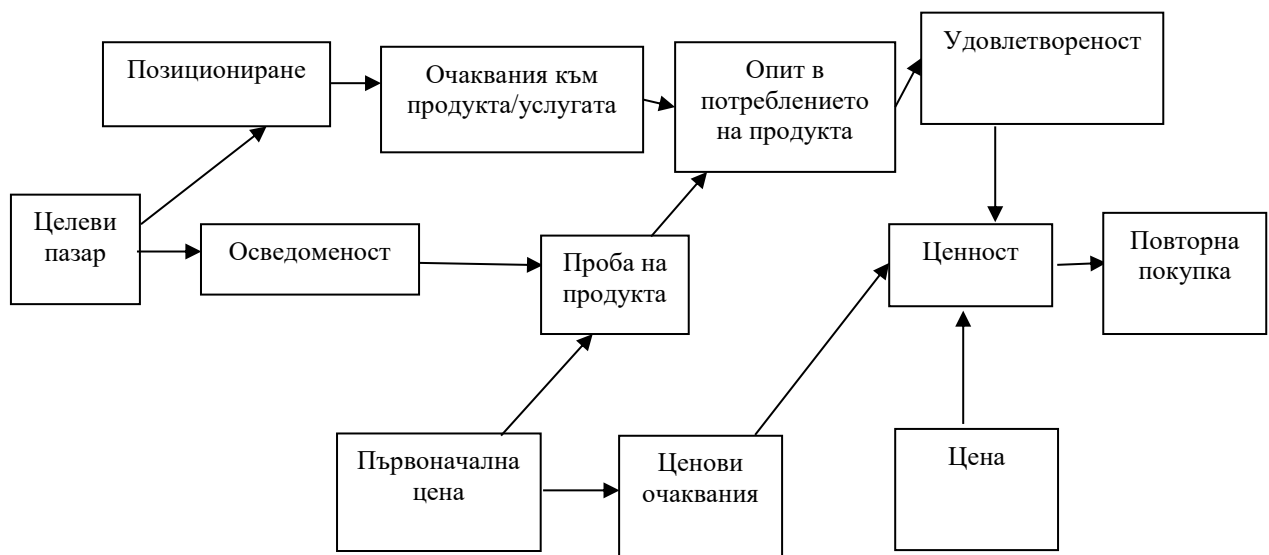 Позициониране
Очаквания към
продукта/услугата
Опит в
потреблението
на продукта
Удовлетвореност
Целеви
пазар
Осведоменост
Проба на
продукта
Ценност
Повторна
покупка
Първоначална
цена
Ценови
очаквания
Цена